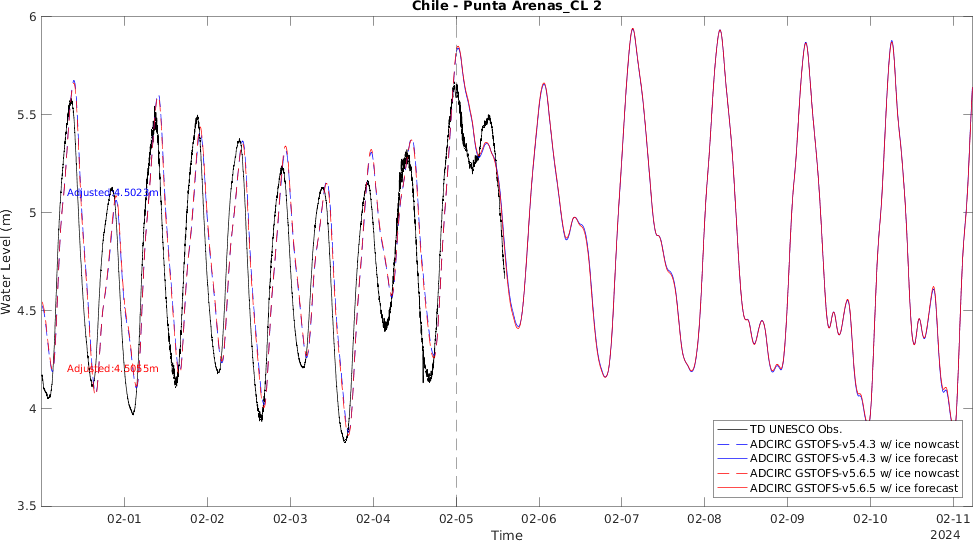 Chile - Punta Arenas_CL 2
Water Level (m)
6
5.5
5
4.5
4
3.5
Adjusted:4.5023m
Adjusted:4.5055m
TD UNESCO Obs.
ADCIRC GSTOFS-v5.4.3 w/ ice nowcast
ADCIRC GSTOFS-v5.4.3 w/ ice forecast
ADCIRC GSTOFS-v5.6.5 w/ ice nowcast
ADCIRC GSTOFS-v5.6.5 w/ ice forecast
02-01 02-02 02-03 02-04 02-05 02-06 02-07 02-08 02-09 02-10 02-11
2024
Time